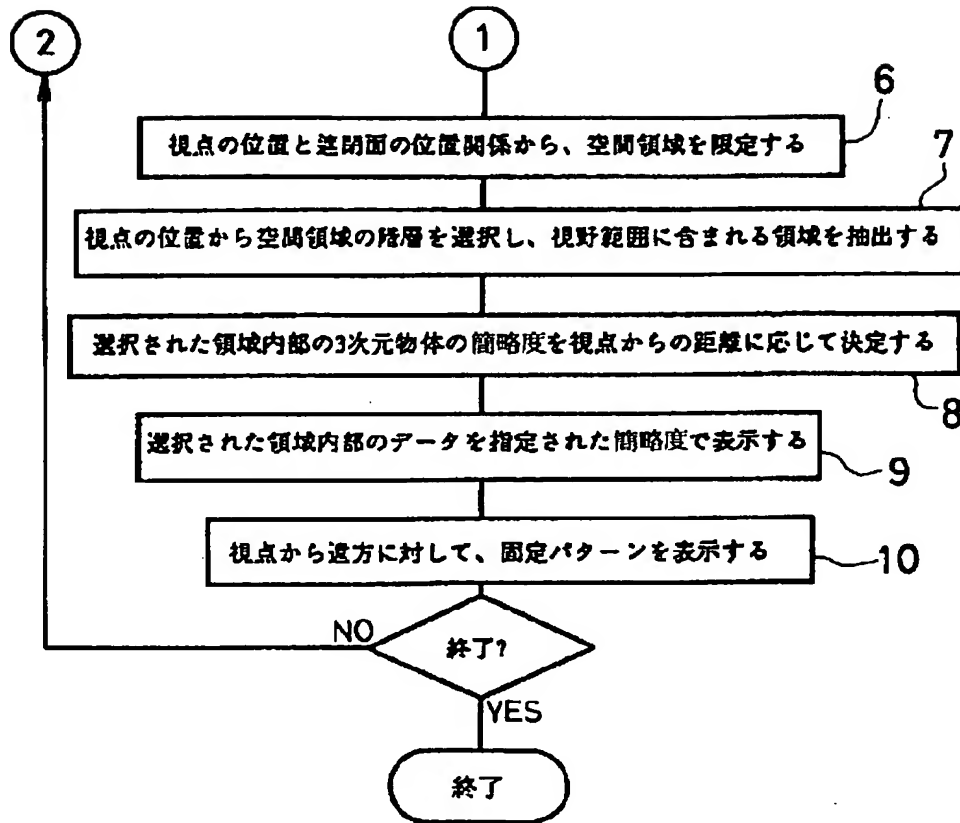 2
1
6
視点の位置と遮閉面の位置関係から、空間領域を限定する
7
視点の位置から空間領域の階層を選択し、視野範囲に含まれる領域を抽出する
選択された領域内部の3次元物体の簡略度を視点からの距離に応じて決定する
8
選択された領域内部のデータを指定された簡略度で表示する
9
視点から遠方に対して、固定パターンを表示する
10
NO
終了?
YES
終了